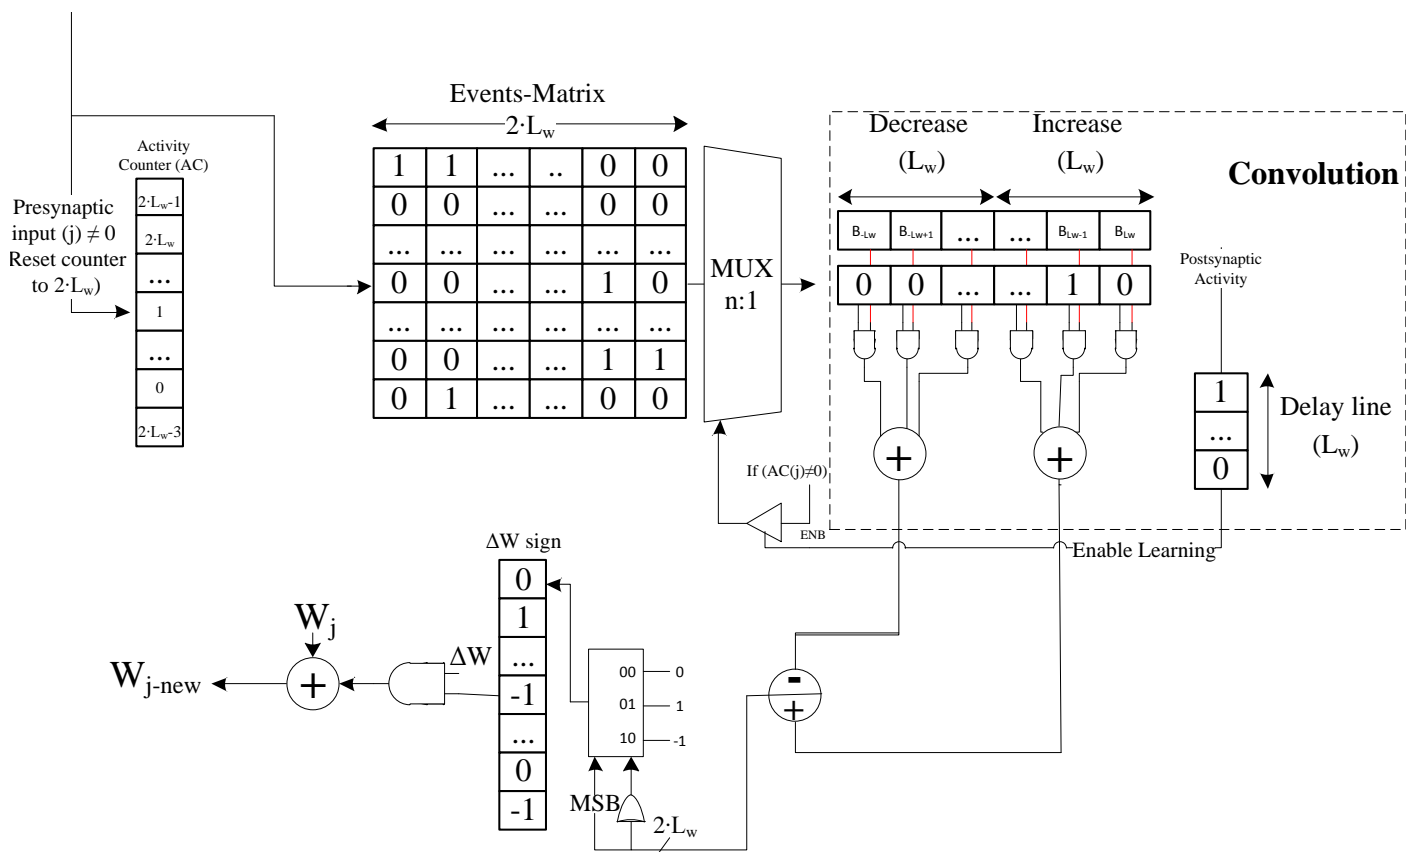 Events-Matrix
2·Lw
Activity
Counter (AC)
2·Lw-1
2·Lw
...
1
...
0
2·Lw-3
Presynaptic
input (j) ≠ 0
Reset counter
to 2·Lw)
1 1 ... .. 0 0
0 0 ... ... 0 0
... ... ... ... ... ...
0 0 ... ... 1 0
... ... ... ... ... ...
0 0 ... ... 1 1
0 1 ... ... 0 0
MUX
n:1
If (AC(j)≠0)
ENB
Decrease
(Lw)
Increase
(Lw)
Convolution
B-Lw B-Lw+1 ... ... BLw-1 BLw
0 0 ... ... 1 0
+
+
Postsynaptic
Activity
1
...
0
Delay line
(Lw)
Enable Learning
ΔW sign
0
1
...
-1
...
0
-1
Wj
Wj-new
+
ΔW
00 0
01 1
10 -1
MSB
2·Lw
-
+